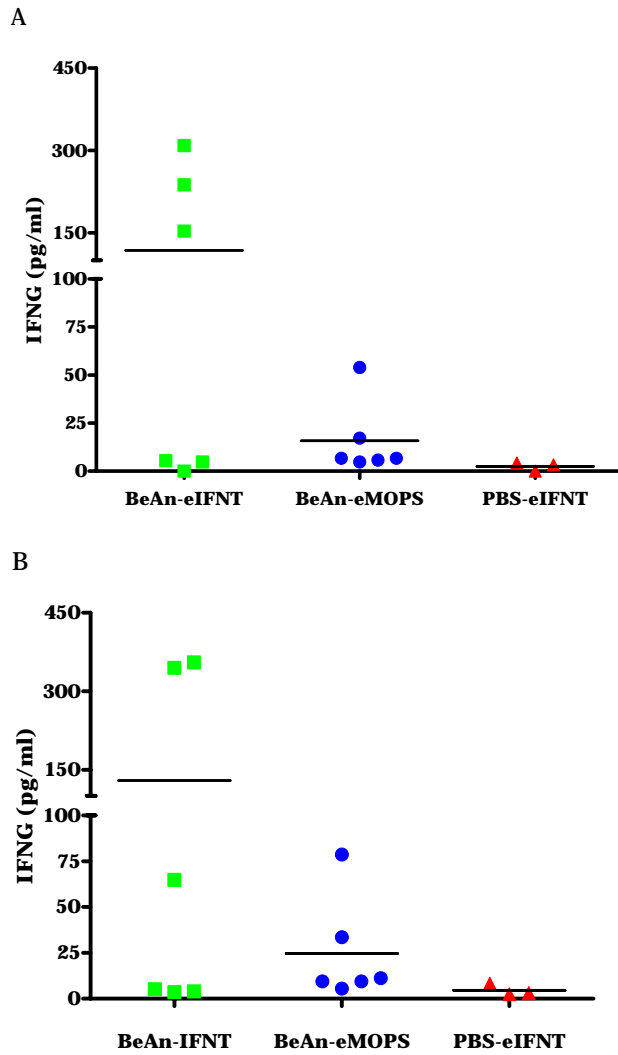 A
450
300
150
100
75
50
25
0
IFNG (pg/ml)
BeAn-eIFNT BeAn-eMOPS PBS-eIFNT
B
450
300
150
100
75
50
25
0
IFNG (pg/ml)
BeAn-IFNT BeAn-eMOPS PBS-eIFNT